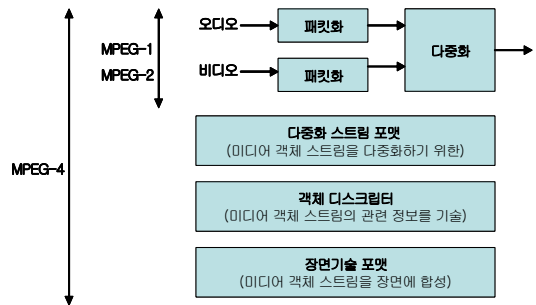 MPEG-1
MPEG-2
오디오
패킷화
비디오
패킷화
다중화
MPEG-4
다중화 스트림 포맷
(미디어 객체 스트림을 다중화하기 위한)
객체 디스크립터
(미디어 객체 스트림의 관련 정보를 기술)
장면기술 포맷
(미디어 객체 스트림을 장면에 합성)